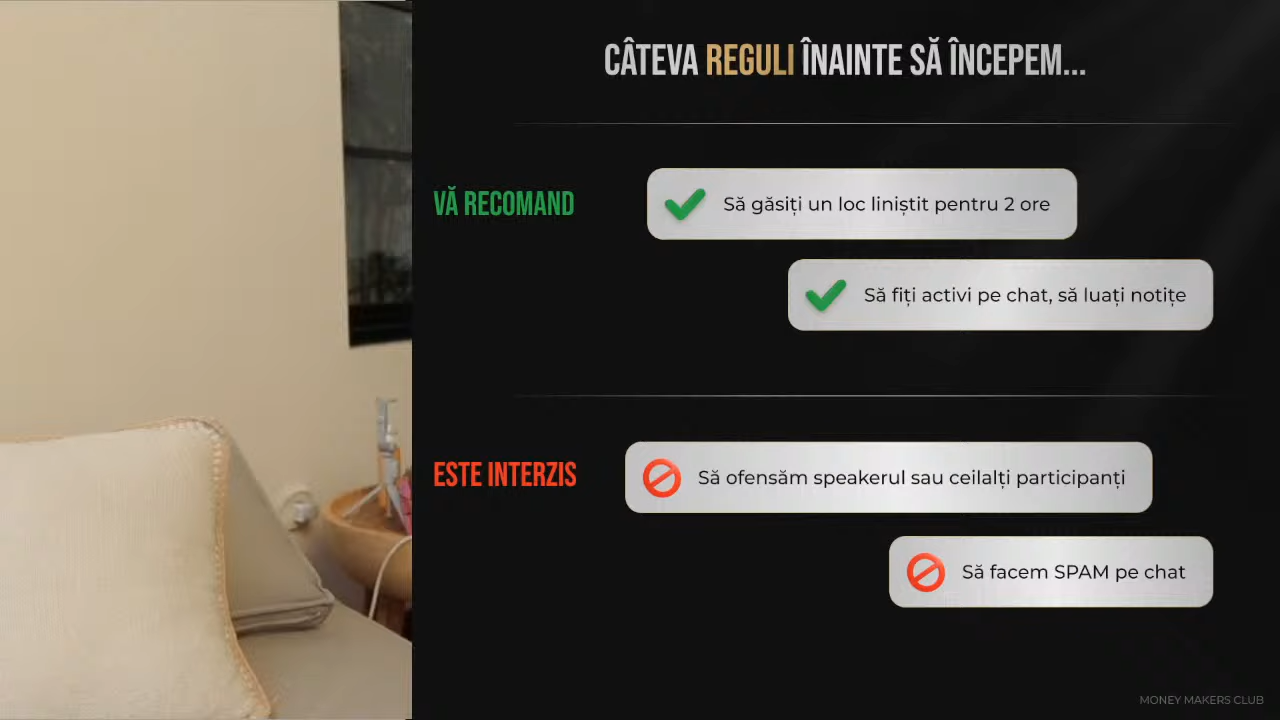 CÂTEVA REGULI ÎNAINTE SĂ ÎNCEPEM...
VĂ RECOMAND
Să găsiți un loc liniștit pentru 2 ore
Să fiți activi pe chat, să luați notițe
ESTE INTERZIS
Să ofensăm speakerul sau ceilalți participanți
Să facem SPAM pe chat
MONEY MAKERS CLUB